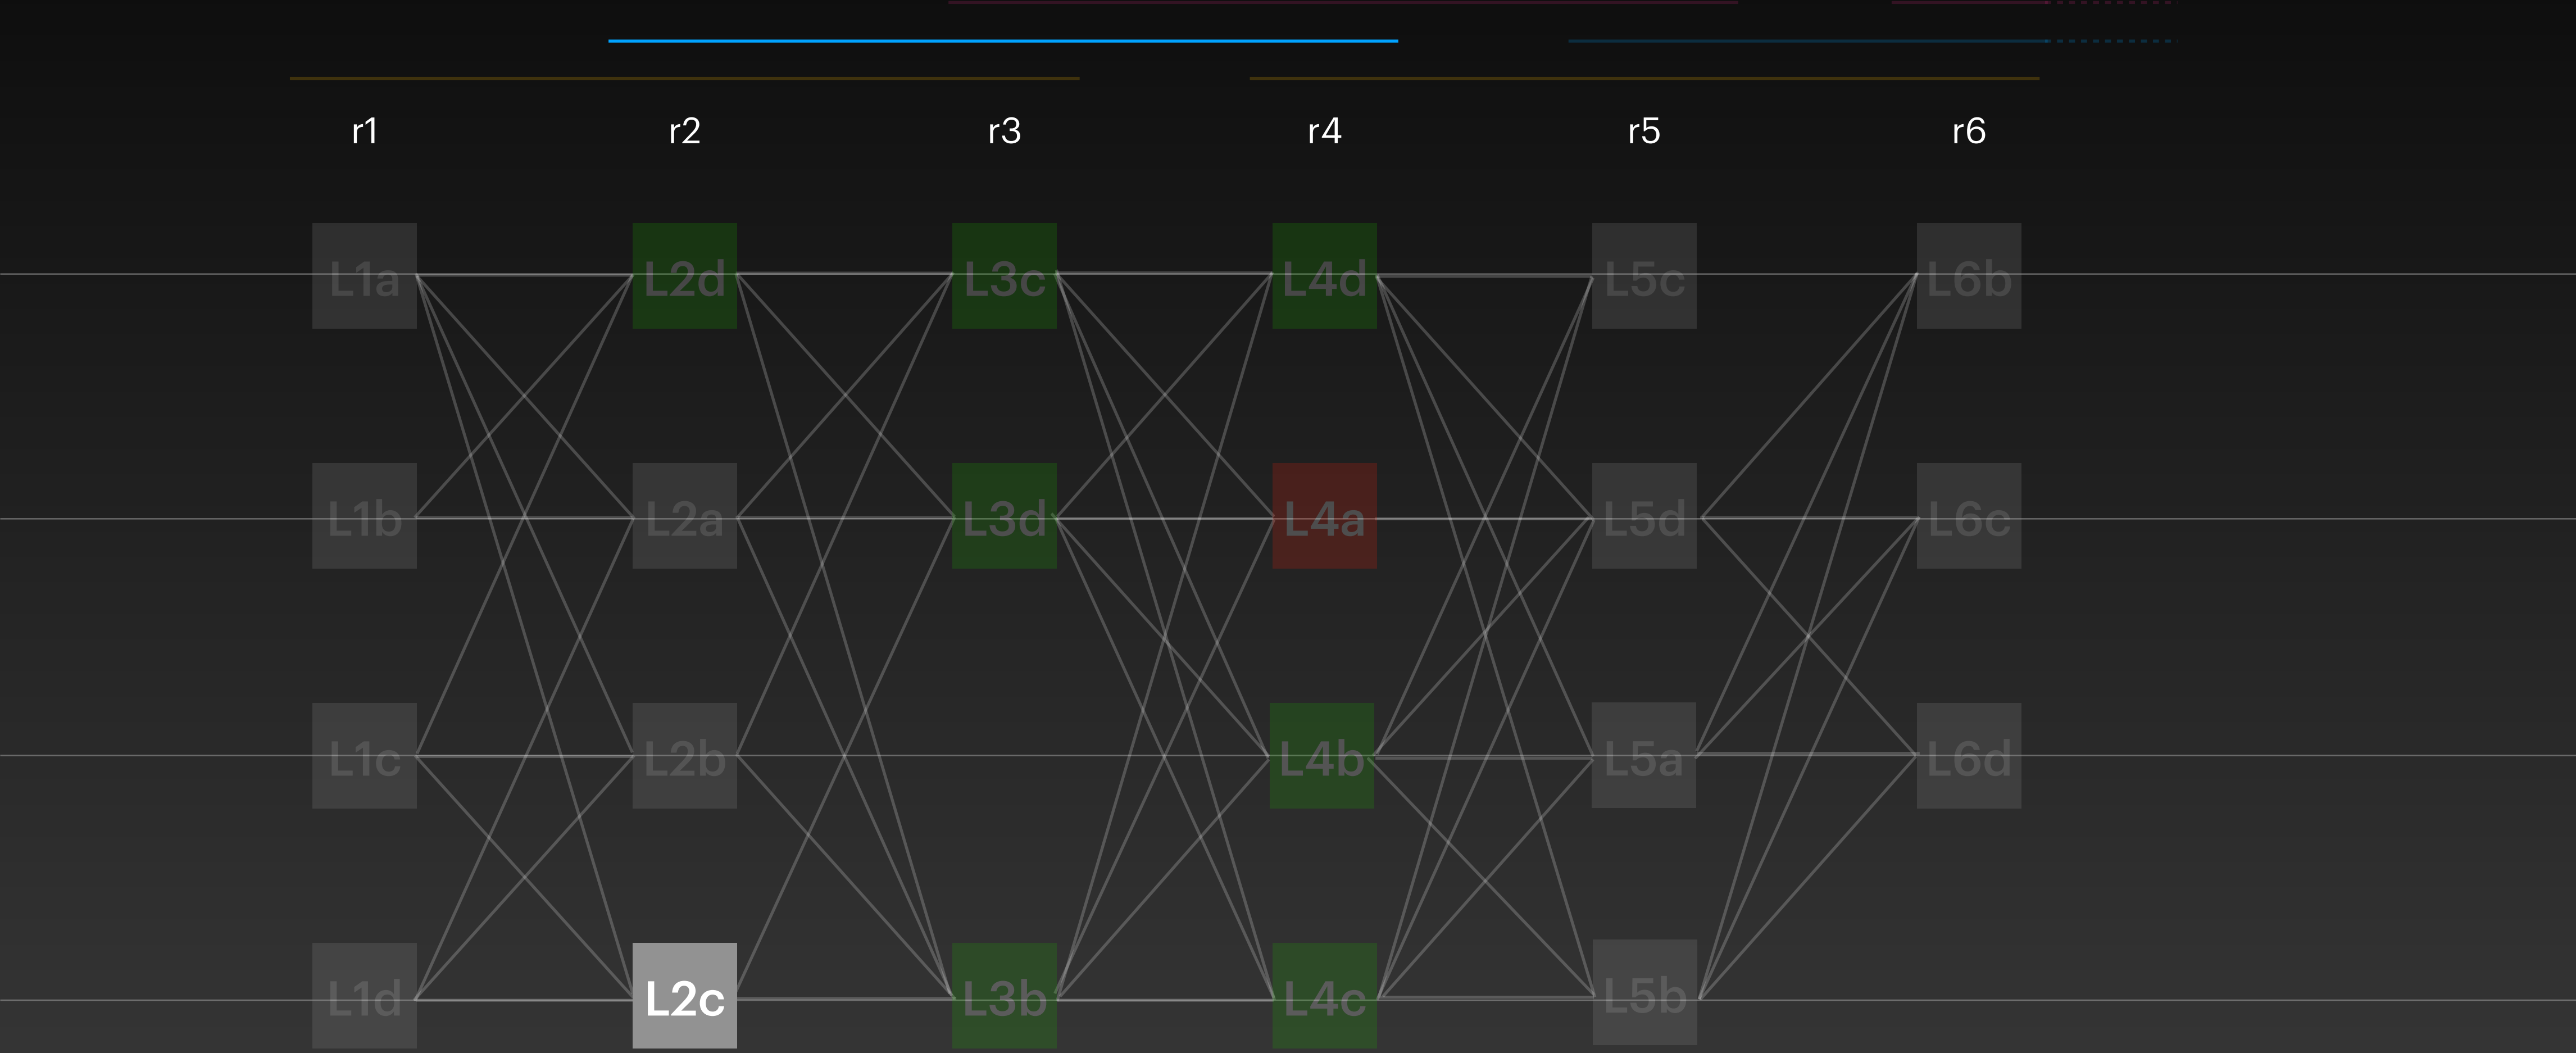 r1 r2 r3 r4 r5 r6
L1a L2d L3c L4d L5c L6b
L1b L2a L3d L4a L5d L6c
L1c L2b L4b L5a L6d
L1d L2c L3b L4c L5b